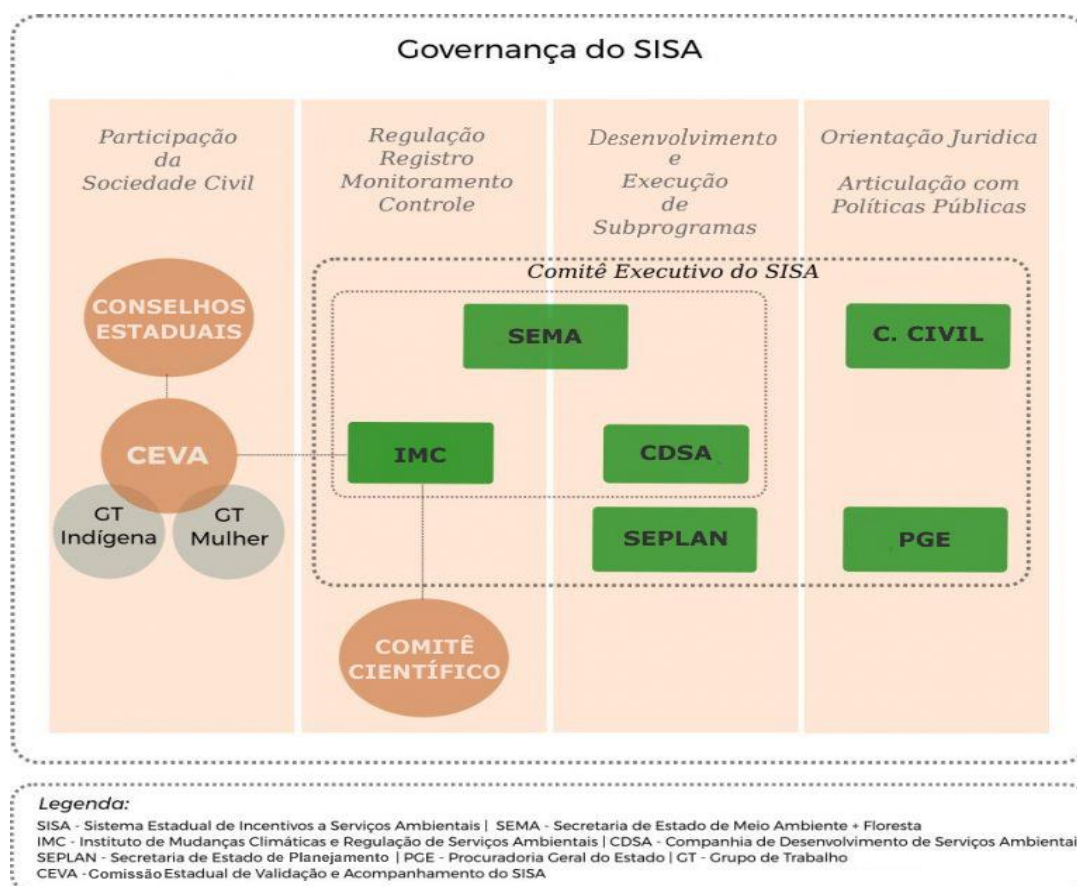 Governança do SISA
Participação
da
Sociedade Civil
Regulação
Registro
Monitoramento
Controle
Desenvolvimento
e
Execução
de
Subprogramas
Orientação Juridica
Articulação com
Políticas Públicas
Comitê Executivo do SISA
CONSELHOS
ESTADUAIS
SEMA
C. CIVIL
CEVA
IMC
CDSA
GT
Indígena
GT
Mulher
SEPLAN
PGE
COMITÊ
CIENTÍFICO
Legenda:
SISA - Sistema Estadual de Incentivos a Serviços Ambientais | SEMA - Secretaria de Estado de Meio Ambiente + Floresta
IMC - Instituto de Mudanças Climáticas e Regulação de Serviços Ambientais | CDSA - Companhia de Desenvolvimento de Serviços Ambientai
SEPLAN - Secretaria de Estado de Planejamento | PGE - Procuradoria Geral do Estado | GT - Grupo de Trabalho
CEVA - Comissão Estadual de Validação e Acompanhamento do SISA